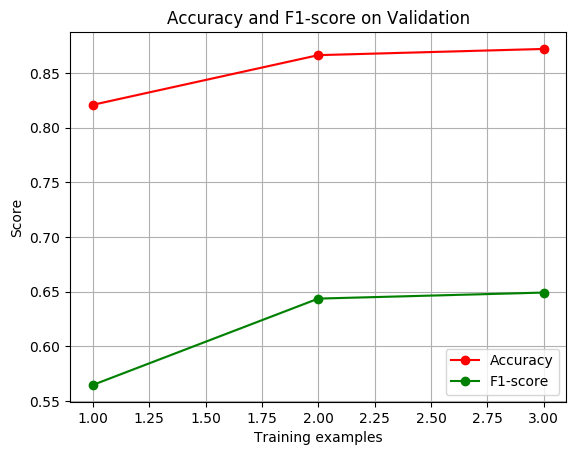 Accuracy and F1-score on Validation
Score
0.85
0.80
0.75
0.70
0.65
0.60
0.55
Accuracy
F1-score
1.00 1.25 1.50 1.75 2.00 2.25 2.50 2.75 3.00
Training examples